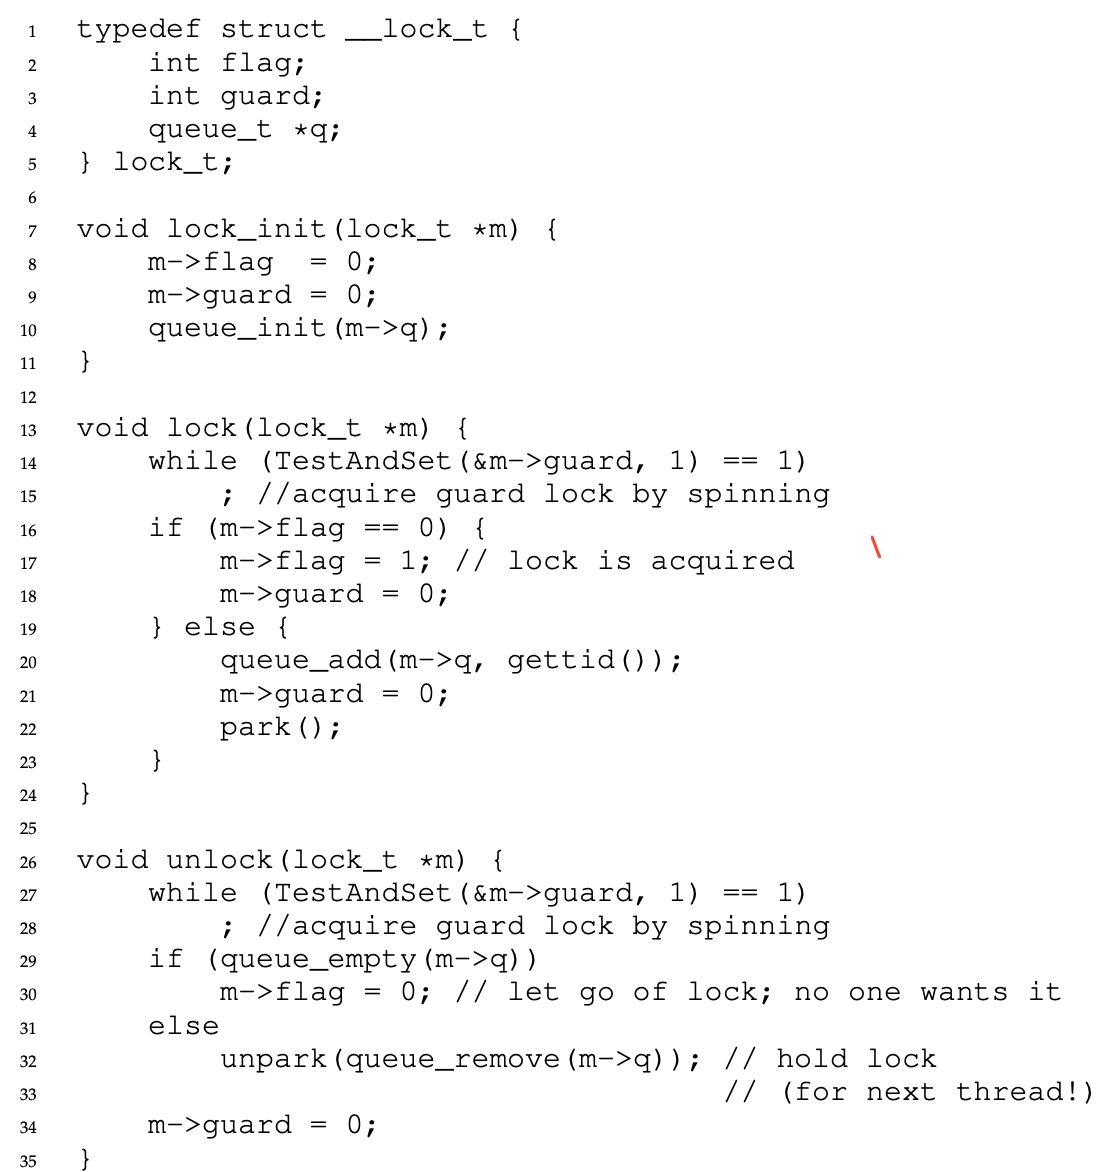 1 typedef struct __lock_t {
2 int flag;
3 int guard;
4 queue_t *q;
5 } lock_t;
6
7 void lock_init(lock_t *m) {
8 m->flag  = 0;
9 m->guard = 0;
10 queue_init(m->q);
11 }
12
13 void lock(lock_t *m) {
14 while (TestAndSet(&m->guard, 1) == 1)
15 ; //acquire guard lock by spinning
16 if (m->flag == 0) {
17 m->flag = 1; // lock is acquired
18 m->guard = 0;
19 } else {
20 queue_add(m->q, gettid());
21 m->guard = 0;
22 park();
23 }
24 }
25
26 void unlock(lock_t *m) {
27 while (TestAndSet(&m->guard, 1) == 1)
28 ; //acquire guard lock by spinning
29 if (queue_empty(m->q))
30 m->flag = 0; // let go of lock; no one wants it
31 else
32 unpark(queue_remove(m->q)); // hold lock
33 // (for next thread!)
34 m->guard = 0;
35 }